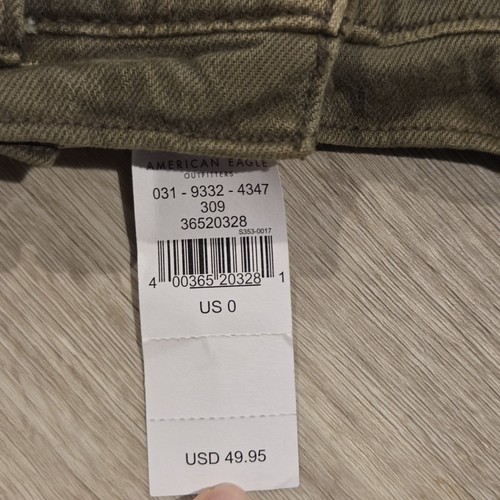 AMERICAN EAGLE
OUTFITTERS
031 - 9332 - 4347
309
36520328
S353-0017
4 00365 20328 1
US 0
USD 49.95